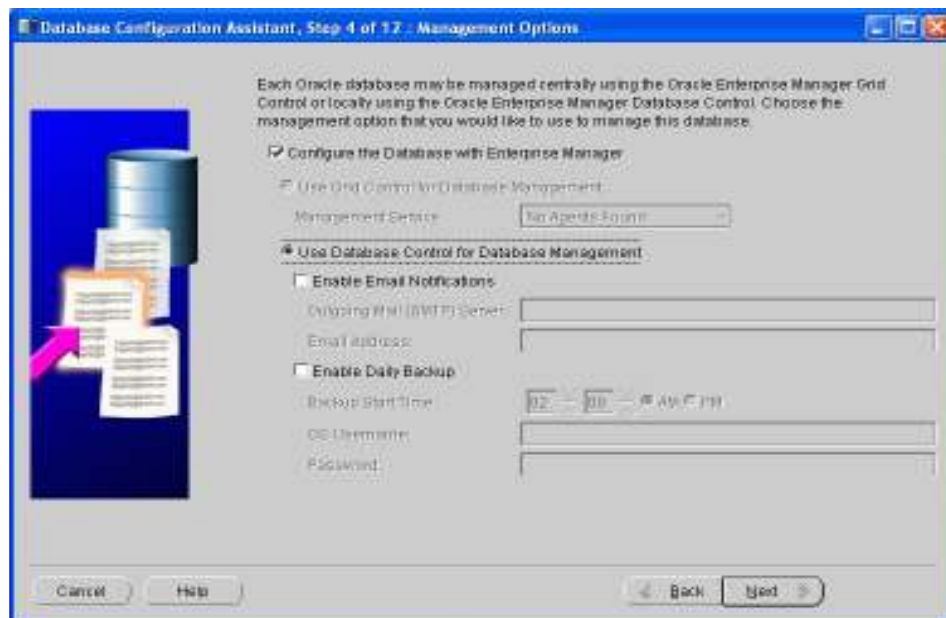 Database Configuration Assistant, Step 4 of 12 : Management Options
Each Oracle database may be managed centrally using the Oracle Enterprise Manager Grid
Control or locally using the Oracle Enterprise Manager Database Control. Choose the
management option that you would like to use to manage this database.
Configure the Database with Enterprise Manager
Use Grid Control for Database Management
Management Service No Agents Found
Use Database Control for Database Management
Enable Email Notifications
Outgoing Mail (SMTP) Server:
Email Address:
Enable Daily Backup
Backup Start Time 02 00 AM PM
OS Username:
Password:
Cancel Help Back Next